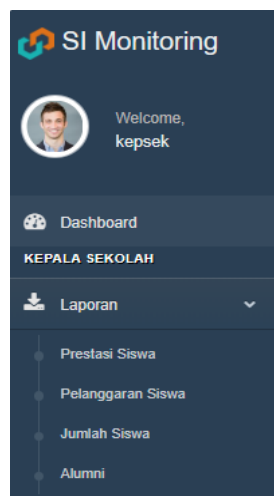 SI Monitoring
Welcome,
kepsek
Dashboard
KEPALA SEKOLAH
Laporan
Prestasi Siswa
Pelanggaran Siswa
Jumlah Siswa
Alumni